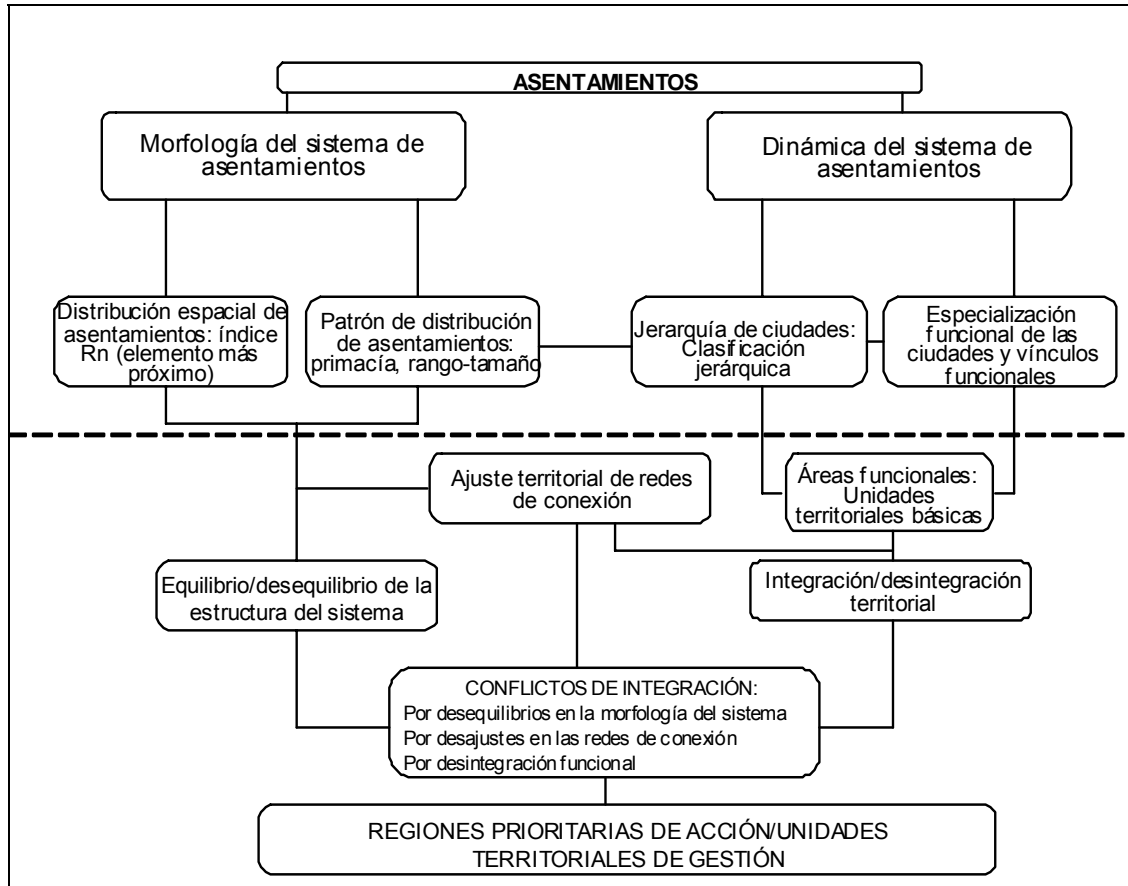 ASENTAMIENTOS
Morfología del sistema de
asentamientos
Dinámica del sistema de
asentamientos
Distribución espacial de
asentamientos: índice
Rn (elemento más
próximo)
Patrón de distribución
de asentamientos:
primacía, rango-tamaño
Jerarquía de ciudades:
Clasificación
jerárquica
Especialización
funcional de las
ciudades y vínculos
funcionales
Ajuste territorial de redes
de conexión
Áreas funcionales:
Unidades
territoriales básicas
Equilibrio/desequilibrio de la
estructura del sistema
Integración/desintegración
territorial
CONFLICTOS DE INTEGRACIÓN:
Por desequilibrios en la morfología del sistema
Por desajustes en las redes de conexión
Por desintegración funcional
REGIONES PRIORITARIAS DE ACCIÓN/UNIDADES
TERRITORIALES DE GESTIÓN